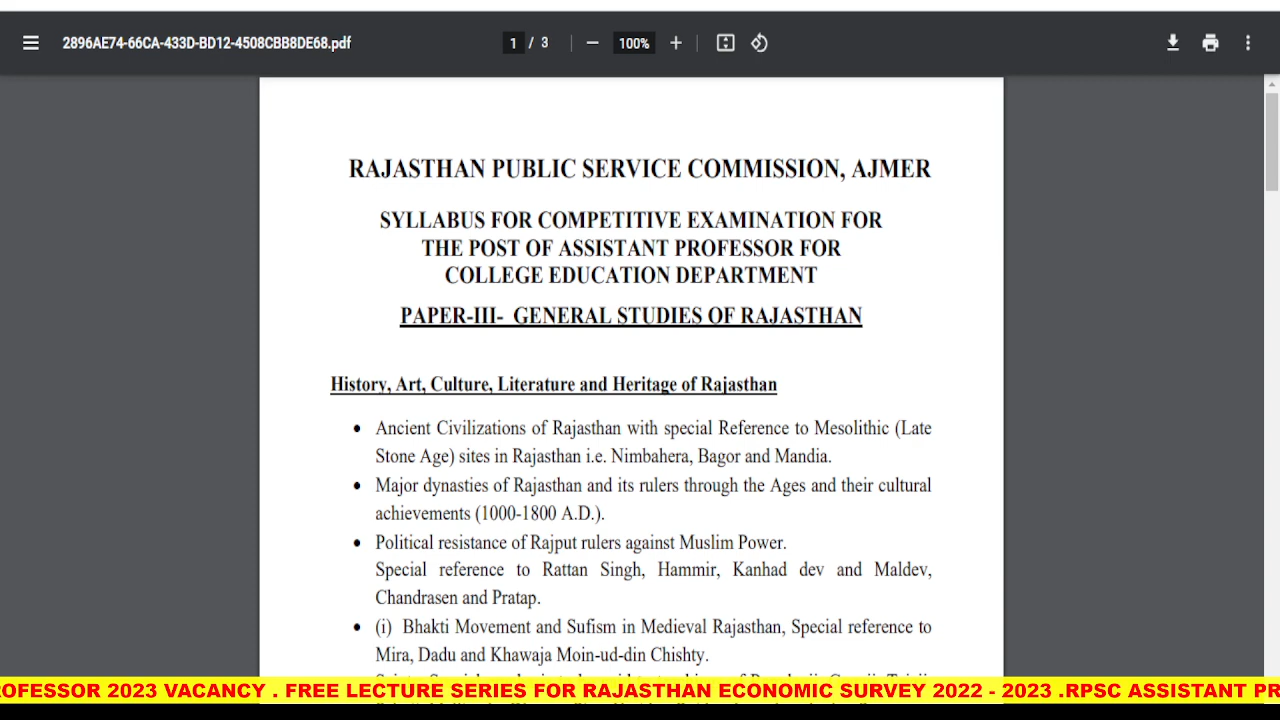 2896AE74-66CA-433D-BD12-4508CBB8DE68.pdf
1 / 3
100%
RAJASTHAN PUBLIC SERVICE COMMISSION, AJMER
SYLLABUS FOR COMPETITIVE EXAMINATION FOR
THE POST OF ASSISTANT PROFESSOR FOR
COLLEGE EDUCATION DEPARTMENT
PAPER-III- GENERAL STUDIES OF RAJASTHAN
History, Art, Culture, Literature and Heritage of Rajasthan
• Ancient Civilizations of Rajasthan with special Reference to Mesolithic (Late
Stone Age) sites in Rajasthan i.e. Nimbahera, Bagor and Mandia.
• Major dynasties of Rajasthan and its rulers through the Ages and their cultural
achievements (1000-1800 A.D.).
• Political resistance of Rajput rulers against Muslim Power.
Special reference to Rattan Singh, Hammir, Kanhad dev and Maldev,
Chandrasen and Pratap.
• (i) Bhakti Movement and Sufism in Medieval Rajasthan, Special reference to
Mira, Dadu and Khawaja Moin-ud-din Chishty.
OFESSOR 2023 VACANCY . FREE LECTURE SERIES FOR RAJASTHAN ECONOMIC SURVEY 2022 - 2023 .RPSC ASSISTANT PR